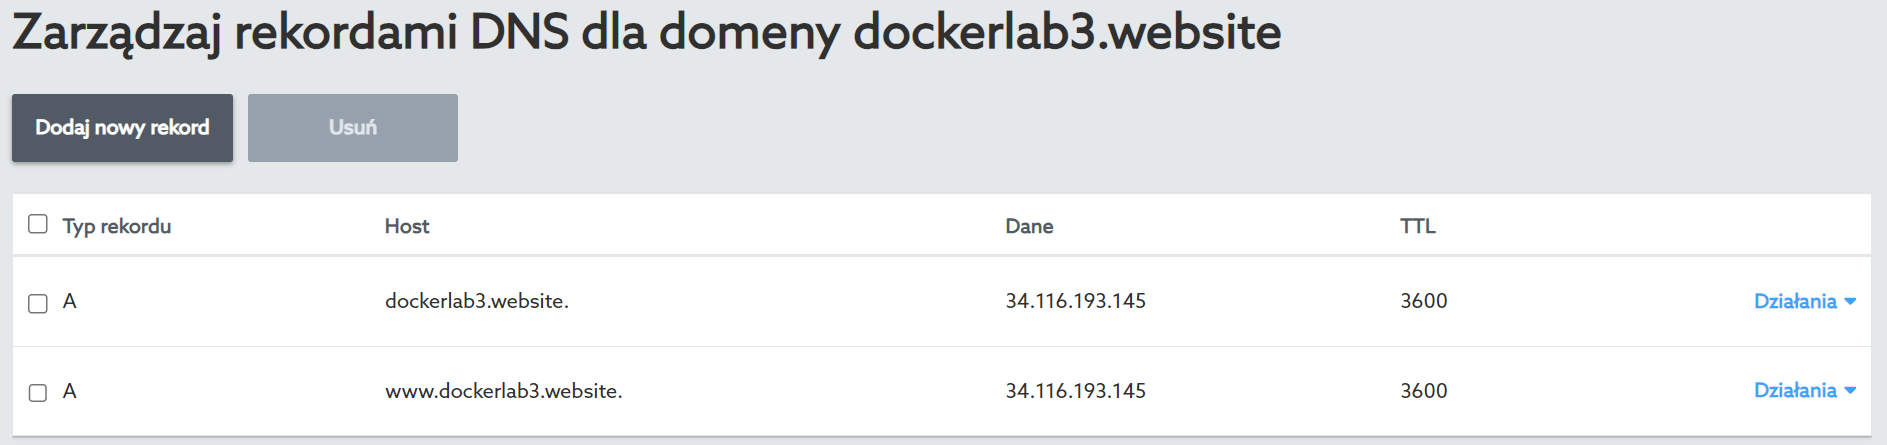 Zarządzaj rekordami DNS dla domeny dockerlab3.website
Dodaj nowy rekord Usuń
Typ rekordu Host Dane TTL
A dockerlab3.website. 34.116.193.145 3600 Działania
A www.dockerlab3.website. 34.116.193.145 3600 Działania